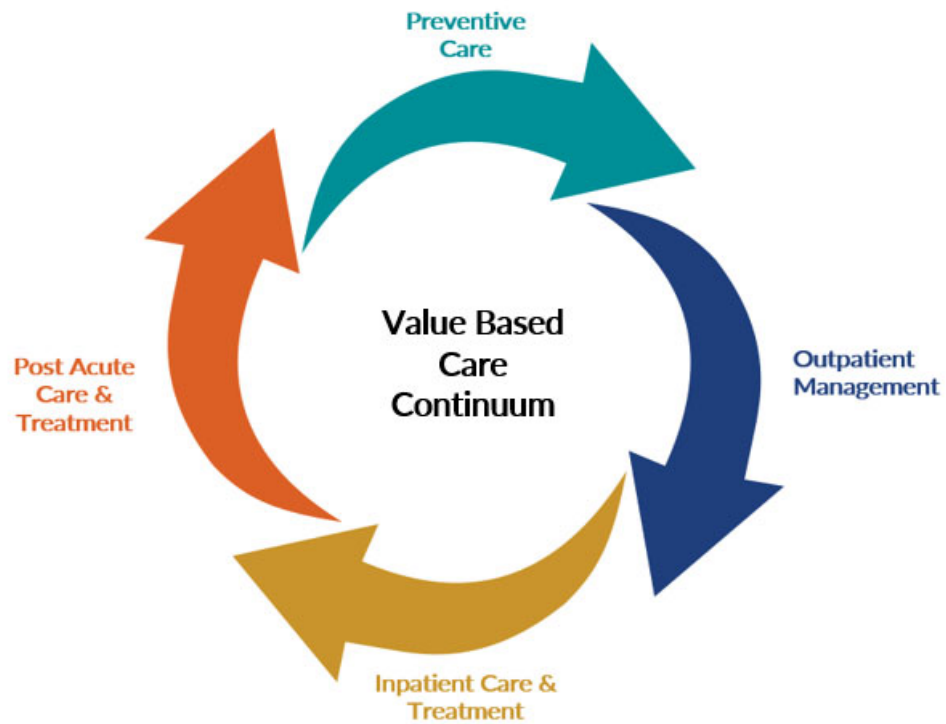 Preventive
Care
Value Based
Care
Continuum
Outpatient
Management
Post Acute
Care &
Treatment
Inpatient Care &
Treatment